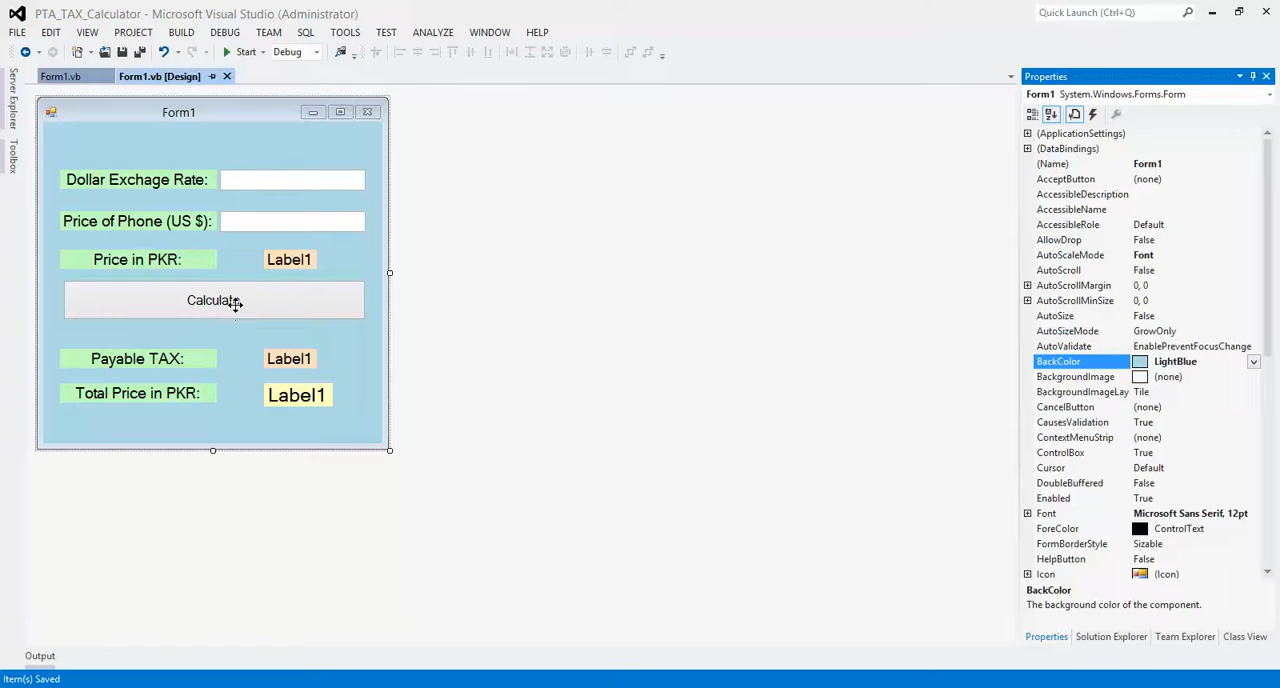 PTA_TAX_Calculator - Microsoft Visual Studio (Administrator)
Quick Launch (Ctrl+Q)
FILE EDIT VIEW PROJECT BUILD DEBUG TEAM SQL TOOLS TEST ANALYZE WINDOW HELP
Start Debug
Form1.vb Form1.vb [Design]
Server Explorer
Toolbox
Form1
Dollar Exchage Rate:
Price of Phone (US $):
Price in PKR: Label1
Calculate
Payable TAX: Label1
Total Price in PKR: Label1
Properties
Form1 System.Windows.Forms.Form
(ApplicationSettings)
(DataBindings)
(Name) Form1
AcceptButton (none)
AccessibleDescription
AccessibleName
AccessibleRole Default
AllowDrop False
AutoScaleMode Font
AutoScroll False
AutoScrollMargin 0, 0
AutoScrollMinSize 0, 0
AutoSize False
AutoSizeMode GrowOnly
AutoValidate EnablePreventFocusChange
BackColor LightBlue
BackgroundImage (none)
BackgroundImageLay Tile
CancelButton (none)
CausesValidation True
ContextMenuStrip (none)
ControlBox True
Cursor Default
DoubleBuffered False
Enabled True
Font Microsoft Sans Serif, 12pt
ForeColor ControlText
FormBorderStyle Sizable
HelpButton False
Icon (Icon)
BackColor
The background color of the component.
Properties Solution Explorer Team Explorer Class View
Output
Item(s) Saved